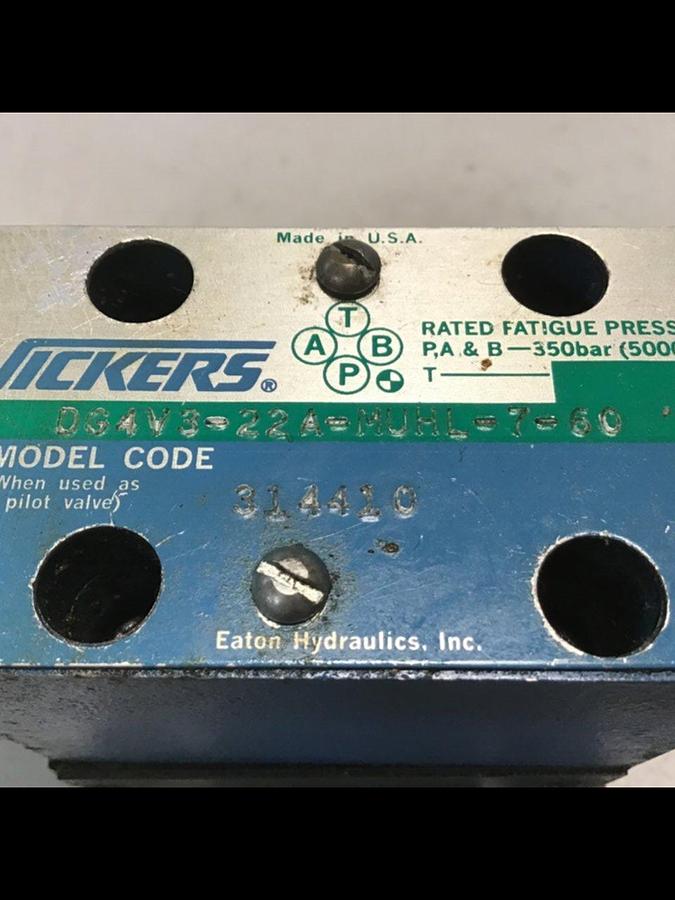 Made in U.S.A.
T
A B
P
VICKERS®
RATED FATIGUE PRESS
P,A & B—350bar (500
T
DG4V3-22A-MUHL-7-60
MODEL CODE
When used as
pilot valve
314410
Eaton Hydraulics, Inc.